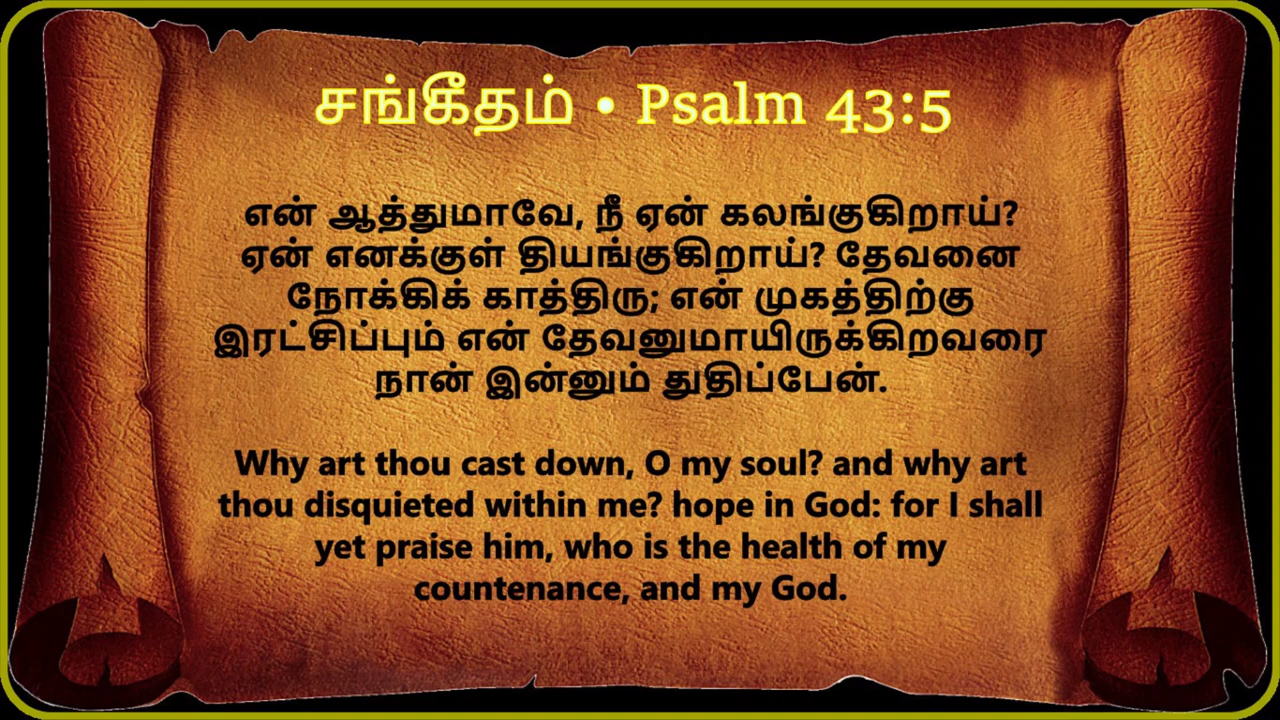 சங்கீதம் • Psalm 43:5
என் ஆத்துமாவே, நீ ஏன் கலங்குகிறாய்?
ஏன் எனக்குள் தியங்குகிறாய்? தேவனை
நோக்கிக் காத்திரு; என் முகத்திற்கு
இரட்சிப்பும் என் தேவனுமாயிருக்கிறவரை
நான் இன்னும் துதிப்பேன்.
Why art thou cast down, O my soul? and why art
thou disquieted within me? hope in God: for I shall
yet praise him, who is the health of my
countenance, and my God.